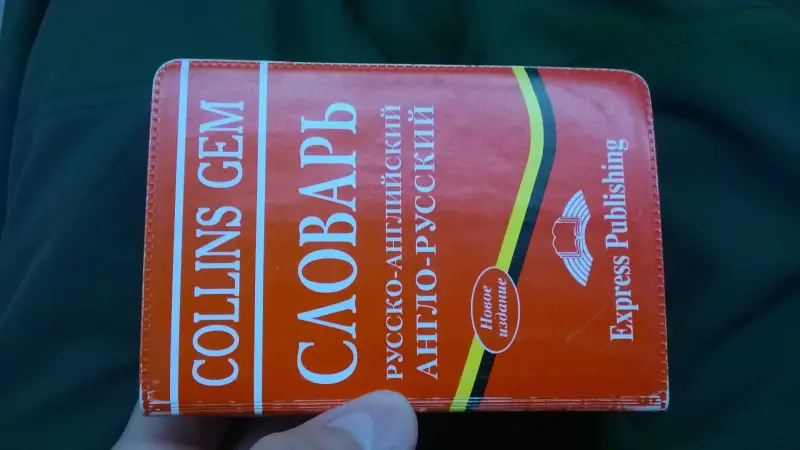 COLLINS GEM
СЛОВАРЬ
РУССКО-АНГЛИЙСКИЙ
АНГЛО-РУССКИЙ
Новое
издание
Express Publishing